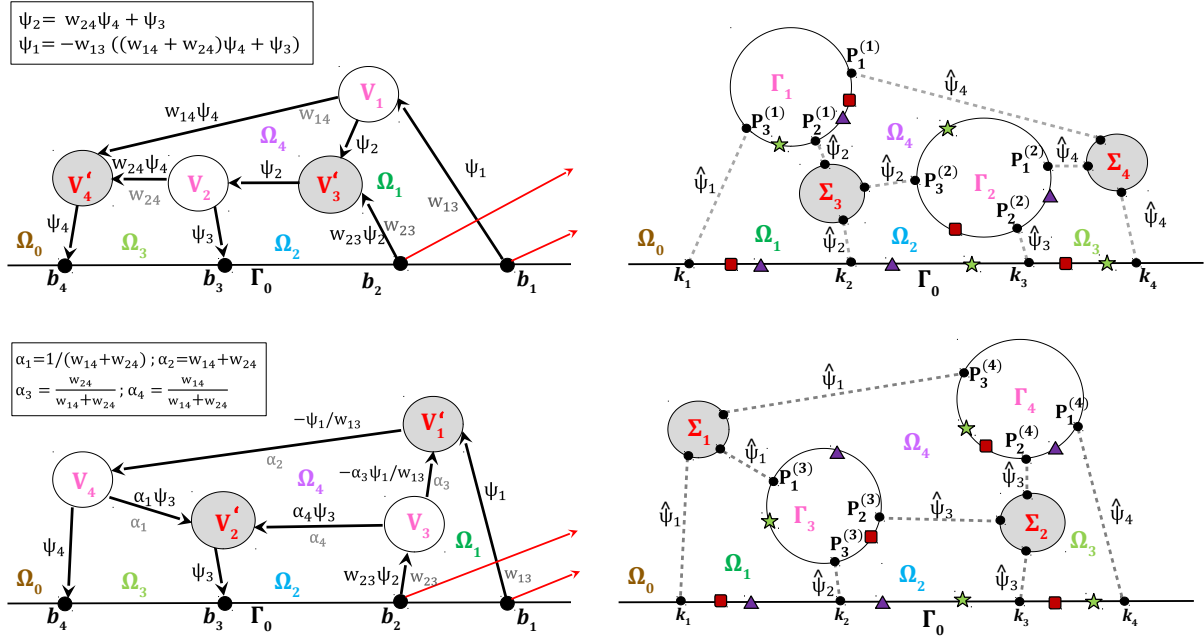 ψ₂= w₂₄ψ₄ + ψ₃
ψ₁= −w₁₃ ((w₁₄ + w₂₄)ψ₄ + ψ₃)
V₁
w₁₄ψ₄
w₁₄
Ω₄
ψ₂
w₂₄ψ₄
ψ₂
ψ₁
V₄‘
V₂
V₃‘
Ω₁
w₂₄
w₁₃
ψ₄
ψ₃
w₂₃ψ₂
w₂₃
Ω₀
Ω₃
Ω₂
b₄
b₃
Γ₀
b₂
b₁
P₁⁽¹⁾
Γ₁
ψ̂₄
P₃⁽¹⁾
P₂⁽¹⁾
Ω₄
ψ̂₂
P₁⁽²⁾
ψ̂₄
Σ₄
ψ̂₁
Σ₃
ψ̂₂
P₃⁽²⁾
Γ₂
P₂⁽²⁾
ψ̂₂
ψ̂₃
ψ̂₄
Ω₀
Ω₁
Ω₂
Ω₃
k₁
k₂
Γ₀
k₃
k₄
α₁=1/(w₁₄+w₂₄) ; α₂=w₁₄+w₂₄
α₃ = w₂₄/(w₁₄+w₂₄) ; α₄ = w₁₄/(w₁₄+w₂₄)
−ψ₁/w₁₃
V₁‘
α₂
V₄
Ω₄
−α₃ψ₁/w₁₃
α₃
ψ₁
α₁ψ₃
α₁
V₂‘
α₄ψ₃
α₄
V₃
Ω₁
ψ₄
ψ₃
w₂₃ψ₂
w₂₃
w₁₃
Ω₀
Ω₃
Ω₂
b₄
b₃
Γ₀
b₂
b₁
ψ̂₁
P₃⁽⁴⁾
Γ₄
P₁⁽⁴⁾
P₂⁽⁴⁾
Σ₁
ψ̂₁
Ω₄
P₁⁽³⁾
ψ̂₃
ψ̂₁
Γ₃
P₂⁽³⁾
ψ̂₃
Σ₂
ψ̂₄
P₃⁽³⁾
Ω₃
ψ̂₂
ψ̂₃
Ω₀
Ω₁
Ω₂
k₁
k₂
Γ₀
k₃
k₄